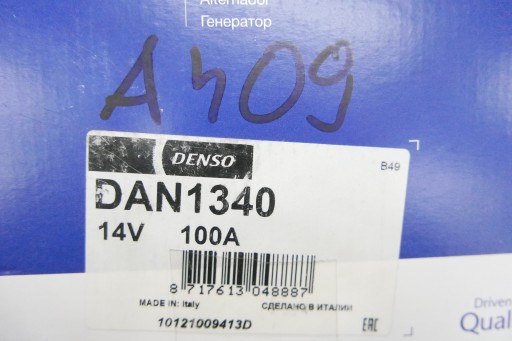 Alternador
Генератор
A409
DENSO
B49
DAN1340
14V 100A
8 717613 048887
MADE IN: Italy СДЕЛАНО В ИТАЛИИ
10121009413D
EAC
Driven
Qual